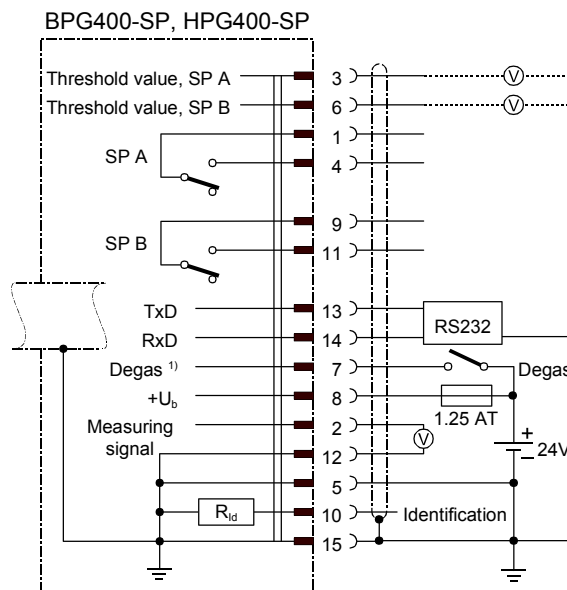 BPG400-SP, HPG400-SP
Threshold value, SP A 3 V
Threshold value, SP B 6 V
1
SP A 4
9
SP B 11
TxD 13
RS232
RxD 14
Degas 1) 7 Degas
+Ub 8 1.25 AT
Measuring signal 2 V
12 + − 24V
5
RId 10 Identification
15